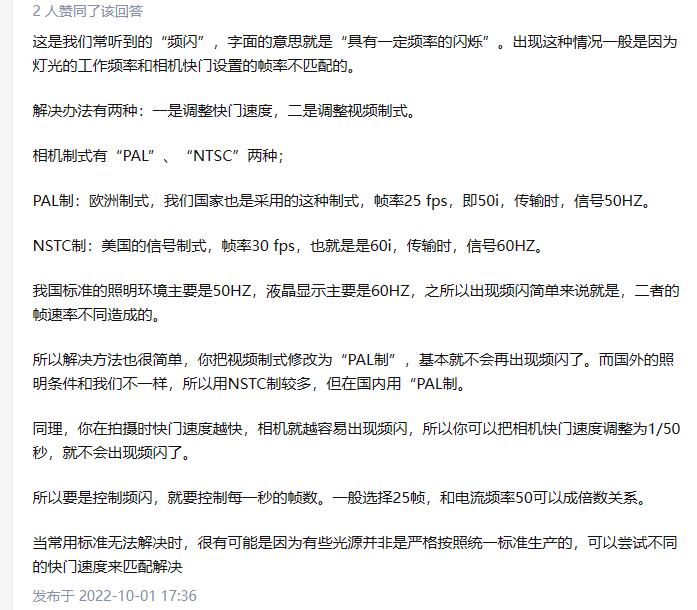 2 人赞同了该回答
这是我们常听到的“频闪”，字面的意思就是“具有一定频率的闪烁”。出现这种情况一般是因为
灯光的工作频率和相机快门设置的帧率不匹配的。
解决办法有两种：一是调整快门速度，二是调整视频制式。
相机制式有“PAL”、“NTSC”两种；
PAL制：欧洲制式，我们国家也是采用的这种制式，帧率25 fps，即50i，传输时，信号50HZ。
NSTC制：美国的信号制式，帧率30 fps，也就是是60i，传输时，信号60HZ。
我国标准的照明环境主要是50HZ，液晶显示主要是60HZ，之所以出现频闪简单来说就是，二者的
帧速率不同造成的。
所以解决方法也很简单，你把视频制式修改为“PAL制”，基本就不会再出现频闪了。而国外的照
明条件和我们不一样，所以用NSTC制较多，但在国内用“PAL制。
同理，你在拍摄时快门速度越快，相机就越容易出现频闪，所以你可以把相机快门速度调整为1/50
秒，就不会出现频闪了。
所以要是控制频闪，就要控制每一秒的帧数。一般选择25帧，和电流频率50可以成倍数关系。
当常用标准无法解决时，很有可能是因为有些光源并非是严格按照统一标准生产的，可以尝试不同
的快门速度来匹配解决
发布于 2022-10-01 17:36